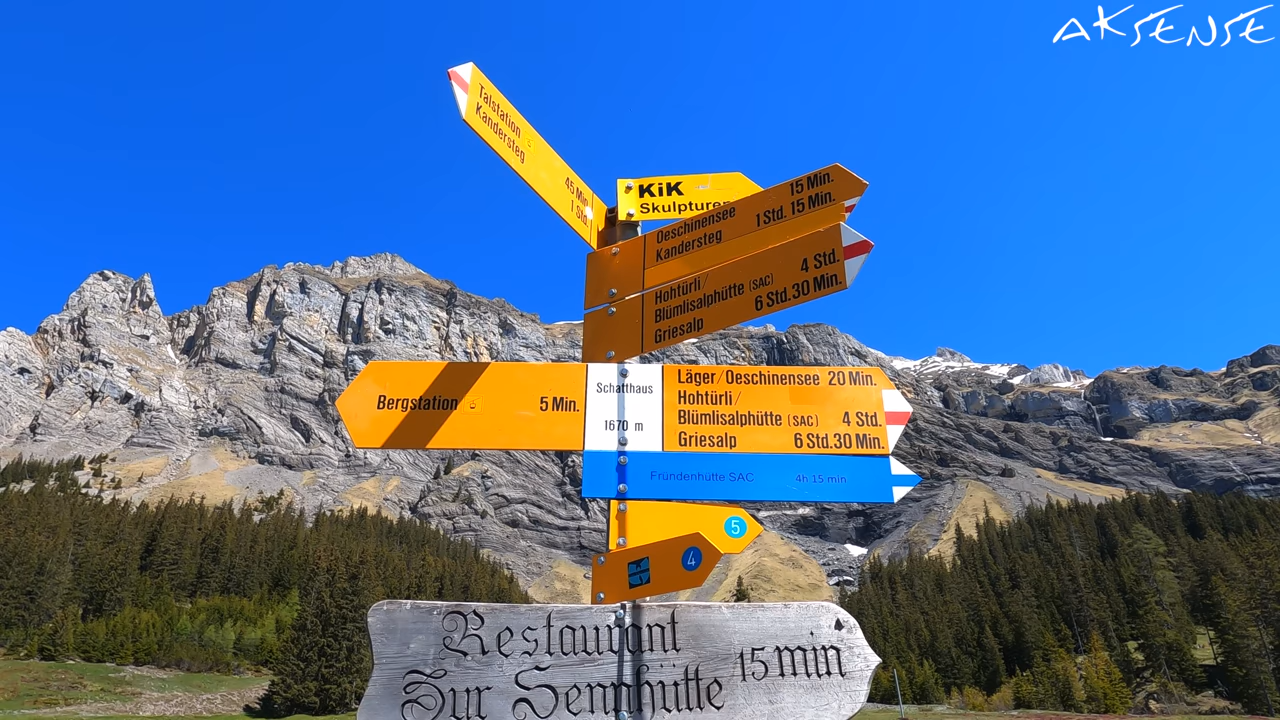 AKSENSE
Talstation
Kandersteg
45 Min.
1 Std.
KiK
Skulpturen
Oeschinensee 15 Min.
Kandersteg 1 Std. 15 Min.
Hohtürli/
Blümlisalphütte (SAC) 4 Std.
Griesalp 6 Std. 30 Min.
Bergstation 5 Min.
Schatthaus
1670 m
Läger/Oeschinensee 20 Min.
Hohtürli/
Blümlisalphütte (SAC) 4 Std.
Griesalp 6 Std. 30 Min.
Fründenhütte SAC 4h 15 min
5
4
Restaurant
Zur Sennhütte 15 min